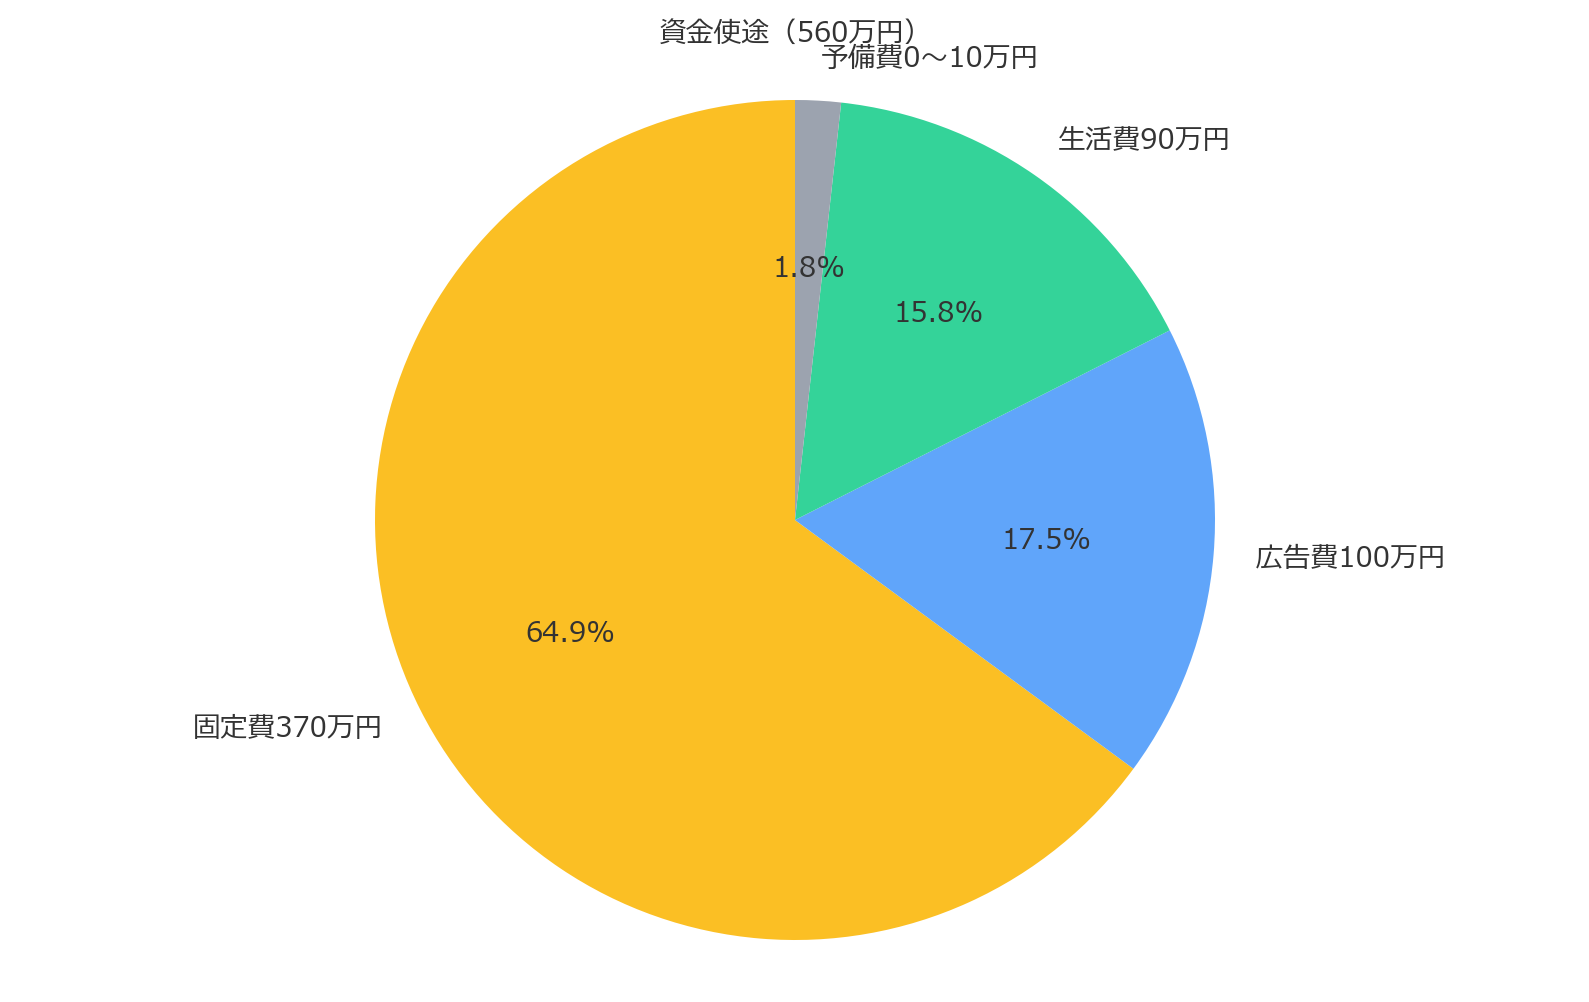 資金使途（560万円）
予備費0～10万円
生活費90万円
1.8%
15.8%
17.5%
広告費100万円
64.9%
固定費370万円